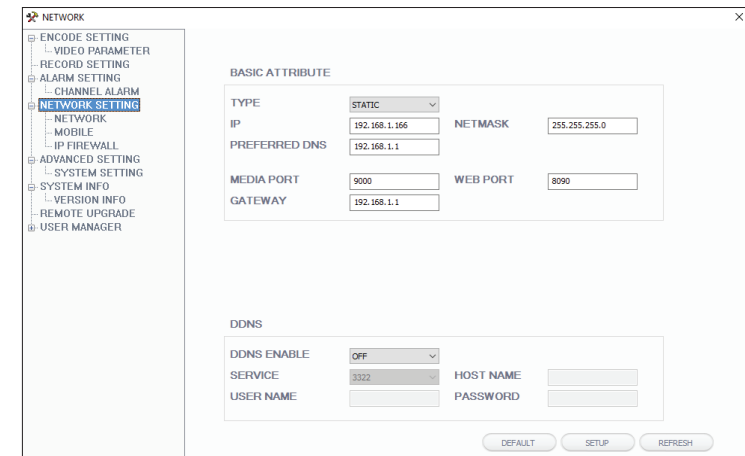 NETWORK
ENCODE SETTING
VIDEO PARAMETER
RECORD SETTING
ALARM SETTING
CHANNEL ALARM
NETWORK SETTING
NETWORK
MOBILE
IP FIREWALL
ADVANCED SETTING
SYSTEM SETTING
SYSTEM INFO
VERSION INFO
REMOTE UPGRADE
USER MANAGER
BASIC ATTRIBUTE
TYPE STATIC
IP 192.168.1.166 NETMASK 255.255.255.0
PREFERRED DNS 192.168.1.1
MEDIA PORT 9000 WEB PORT 8090
GATEWAY 192.168.1.1
DDNS
DDNS ENABLE OFF
SERVICE 3322 HOST NAME
USER NAME PASSWORD
DEFAULT SETUP REFRESH